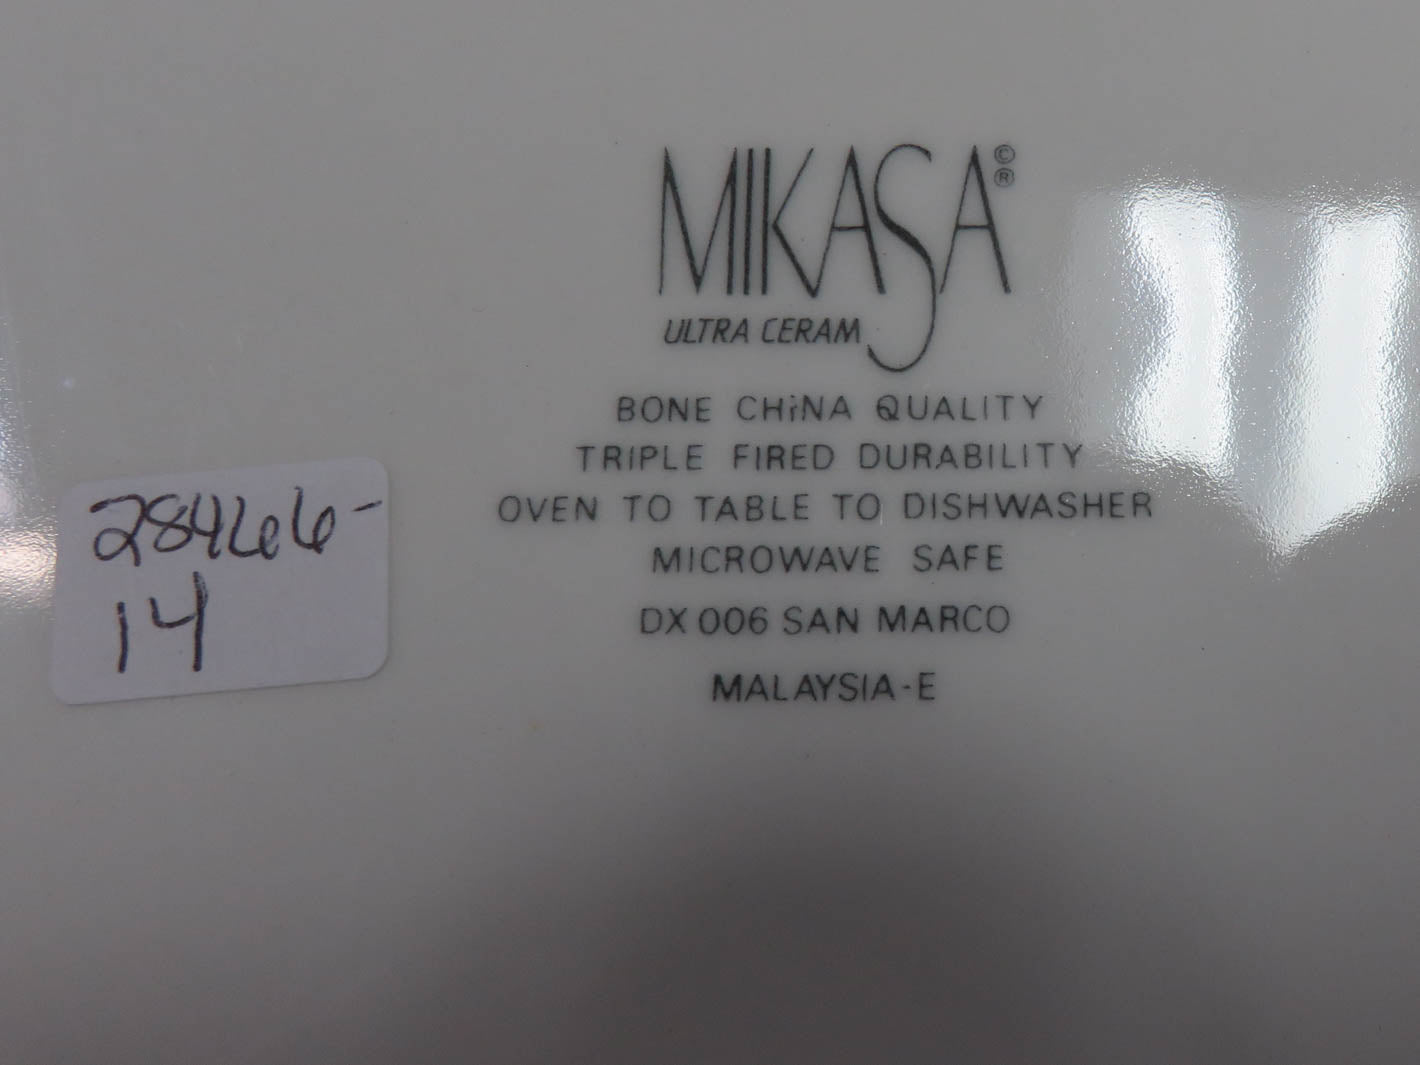 MIKASA ©®
ULTRA CERAM
BONE CHiNA QUALITY
TRIPLE FIRED DURABILITY
OVEN TO TABLE TO DISHWASHER
MICROWAVE SAFE
DX 006 SAN MARCO
MALAYSIA-E
28466-
14